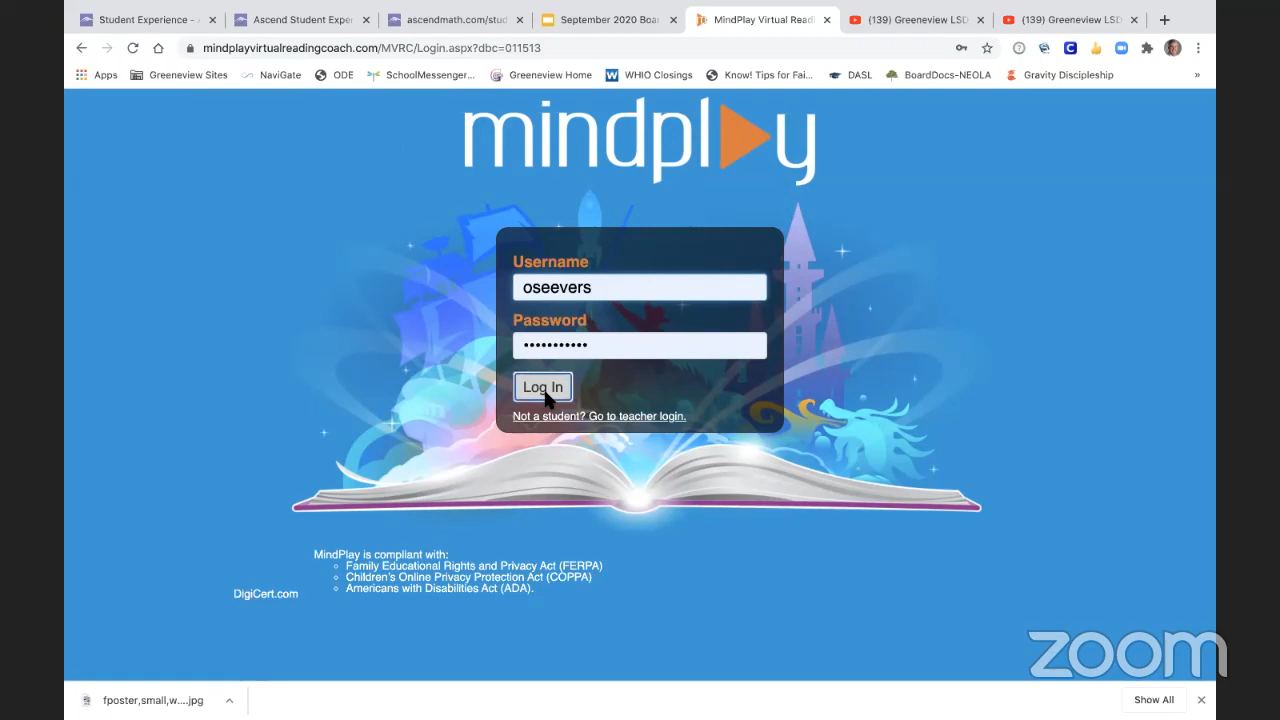 Student Experience - A
Ascend Student Expe
ascendmath.com/stud
September 2020 Boa
MindPlay Virtual Readi
(139) Greeneview LSD
(139) Greeneview LSD
mindplayvirtualreadingcoach.com/MVRC/Login.aspx?dbc=011513
Apps
Greeneview Sites
NaviGate
ODE
SchoolMessenger...
Greeneview Home
WHIO Closings
Know! Tips for Fai...
DASL
BoardDocs-NEOLA
Gravity Discipleship
»
mindplay
Username
oseevers
Password
•••••••••••
Log In
Not a student? Go to teacher login.
MindPlay is compliant with:
Family Educational Rights and Privacy Act (FERPA)
Children's Online Privacy Protection Act (COPPA)
Americans with Disabilities Act (ADA).
DigiCert.com
zoom
fposter,small,w....jpg
Show All